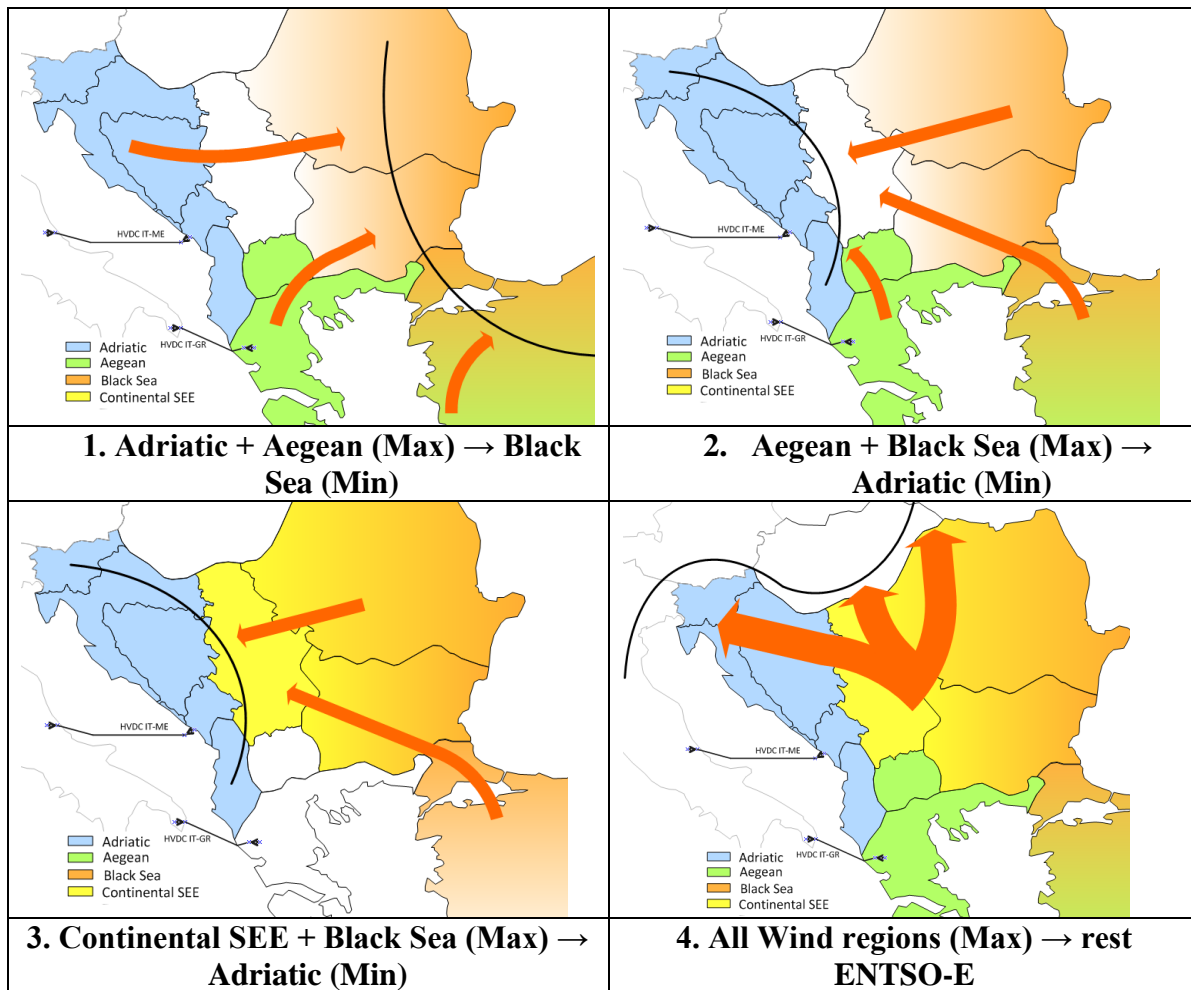 HVDC IT-ME
HVDC IT-GR
Adriatic
Aegean
Black Sea
Continental SEE
1. Adriatic + Aegean (Max) → Black
Sea (Min)
HVDC IT-ME
HVDC IT-GR
Adriatic
Aegean
Black Sea
Continental SEE
2. Aegean + Black Sea (Max) →
Adriatic (Min)
HVDC IT-ME
HVDC IT-GR
Adriatic
Aegean
Black Sea
Continental SEE
3. Continental SEE + Black Sea (Max) →
Adriatic (Min)
HVDC IT-ME
HVDC IT-GR
Adriatic
Aegean
Black Sea
Continental SEE
4. All Wind regions (Max) → rest
ENTSO-E